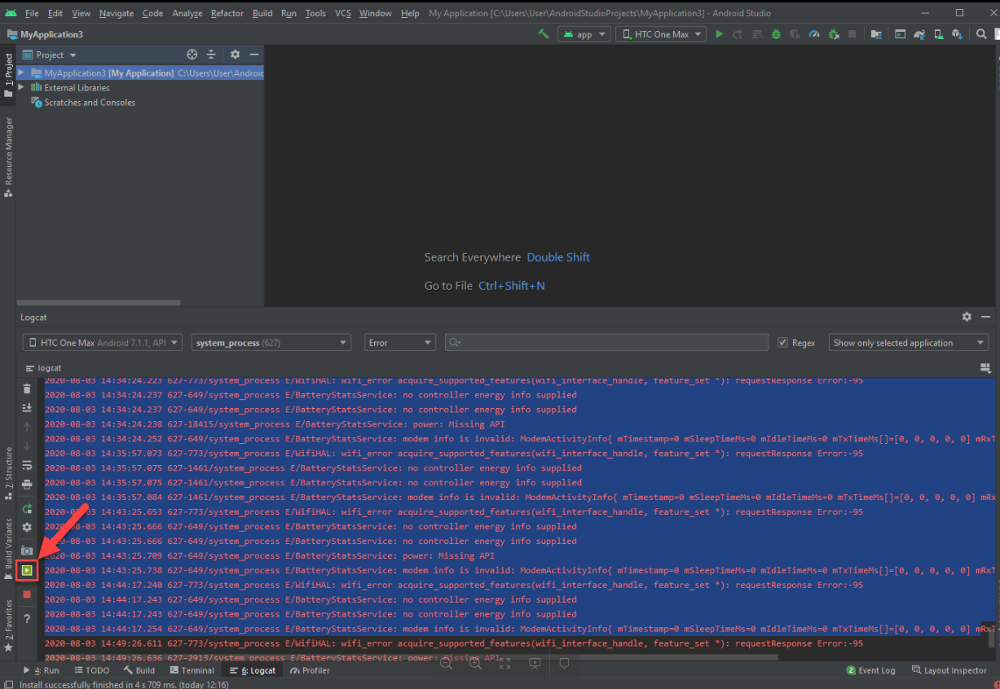 File Edit View Navigate Code Analyze Refactor Build Run Tools VCS Window Help My Application [C:\Users\User\AndroidStudioProjects\MyApplication3] - Android Studio
MyApplication3
app
HTC One Max
1: Project
Resource Manager
Z: Structure
Build Variants
2: Favorites
Project
MyApplication3 [My Application] C:\Users\User\Android
External Libraries
Scratches and Consoles
Search Everywhere Double Shift
Go to File Ctrl+Shift+N
Logcat
HTC One Max Android 7.1.1, API
system_process (627)
Error
Regex
Show only selected application
logcat
2020-08-03 14:34:24.223 627-773/system_process E/WifiHAL: wifi_error acquire_supported_features(wifi_interface_handle, feature_set *): requestResponse Error:-95
2020-08-03 14:34:24.237 627-649/system_process E/BatteryStatsService: no controller energy info supplied
2020-08-03 14:34:24.237 627-649/system_process E/BatteryStatsService: no controller energy info supplied
2020-08-03 14:34:24.238 627-18415/system_process E/BatteryStatsService: power: Missing API
2020-08-03 14:34:24.252 627-649/system_process E/BatteryStatsService: modem info is invalid: ModemActivityInfo{ mTimestamp=0 mSleepTimeMs=0 mIdleTimeMs=0 mTxTimeMs[]=[0, 0, 0, 0, 0] mRxT
2020-08-03 14:35:57.073 627-773/system_process E/WifiHAL: wifi_error acquire_supported_features(wifi_interface_handle, feature_set *): requestResponse Error:-95
2020-08-03 14:35:57.075 627-1461/system_process E/BatteryStatsService: no controller energy info supplied
2020-08-03 14:35:57.075 627-1461/system_process E/BatteryStatsService: no controller energy info supplied
2020-08-03 14:35:57.084 627-1461/system_process E/BatteryStatsService: modem info is invalid: ModemActivityInfo{ mTimestamp=0 mSleepTimeMs=0 mIdleTimeMs=0 mTxTimeMs[]=[0, 0, 0, 0, 0] mRx
2020-08-03 14:43:25.653 627-773/system_process E/WifiHAL: wifi_error acquire_supported_features(wifi_interface_handle, feature_set *): requestResponse Error:-95
2020-08-03 14:43:25.666 627-649/system_process E/BatteryStatsService: no controller energy info supplied
20-08-03 14:43:25.666 627-649/system_process E/BatteryStatsService: no controller energy info supplied
2020-08-03 14:43:25.709 627-649/system_process E/BatteryStatsService: power: Missing API
2020-08-03 14:43:25.738 627-649/system_process E/BatteryStatsService: modem info is invalid: ModemActivityInfo{ mTimestamp=0 mSleepTimeMs=0 mIdleTimeMs=0 mTxTimeMs[]=[0, 0, 0, 0, 0] mRxT
2020-08-03 14:44:17.240 627-773/system_process E/WifiHAL: wifi_error acquire_supported_features(wifi_interface_handle, feature_set *): requestResponse Error:-95
2020-08-03 14:44:17.243 627-649/system_process E/BatteryStatsService: no controller energy info supplied
2020-08-03 14:44:17.243 627-649/system_process E/BatteryStatsService: no controller energy info supplied
2020-08-03 14:44:17.254 627-649/system_process E/BatteryStatsService: modem info is invalid: ModemActivityInfo{ mTimestamp=0 mSleepTimeMs=0 mIdleTimeMs=0 mTxTimeMs[]=[0, 0, 0, 0, 0] mRxT
2020-08-03 14:49:26.611 627-773/system_process E/WifiHAL: wifi_error acquire_supported_features(wifi_interface_handle, feature_set *): requestResponse Error:-95
2020-08-03 14:49:26.636 627-2913/system_process E/BatteryStatsService: power: Missing API
4: Run TODO Build Terminal 6: Logcat Profiler 2 Event Log Layout Inspector
Install successfully finished in 4 s 709 ms. (today 12:16)